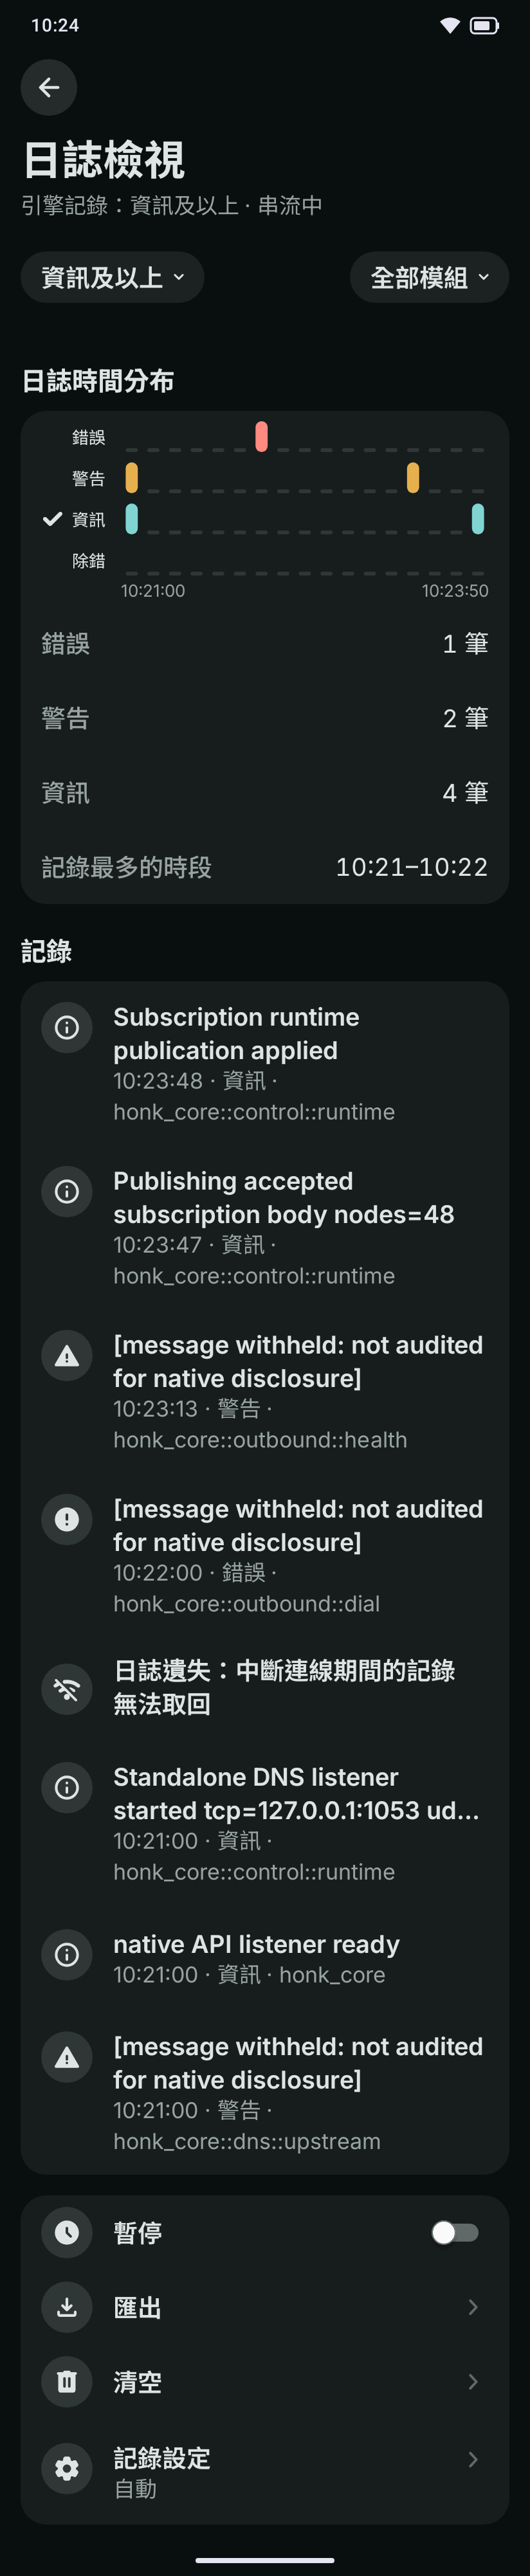 10:24
日誌檢視
引擎記錄：資訊及以上 · 串流中
資訊及以上
全部模組
日誌時間分布
錯誤
警告
資訊
除錯
10:21:00
10:23:50
錯誤
1 筆
警告
2 筆
資訊
4 筆
記錄最多的時段
10:21–10:22
記錄
Subscription runtime
publication applied
10:23:48 · 資訊 ·
honk_core::control::runtime
Publishing accepted
subscription body nodes=48
10:23:47 · 資訊 ·
honk_core::control::runtime
[message withheld: not audited
for native disclosure]
10:23:13 · 警告 ·
honk_core::outbound::health
[message withheld: not audited
for native disclosure]
10:22:00 · 錯誤 ·
honk_core::outbound::dial
日誌遺失：中斷連線期間的記錄
無法取回
Standalone DNS listener
started tcp=127.0.0.1:1053 ud...
10:21:00 · 資訊 ·
honk_core::control::runtime
native API listener ready
10:21:00 · 資訊 · honk_core
[message withheld: not audited
for native disclosure]
10:21:00 · 警告 ·
honk_core::dns::upstream
暫停
匯出
清空
記錄設定
自動